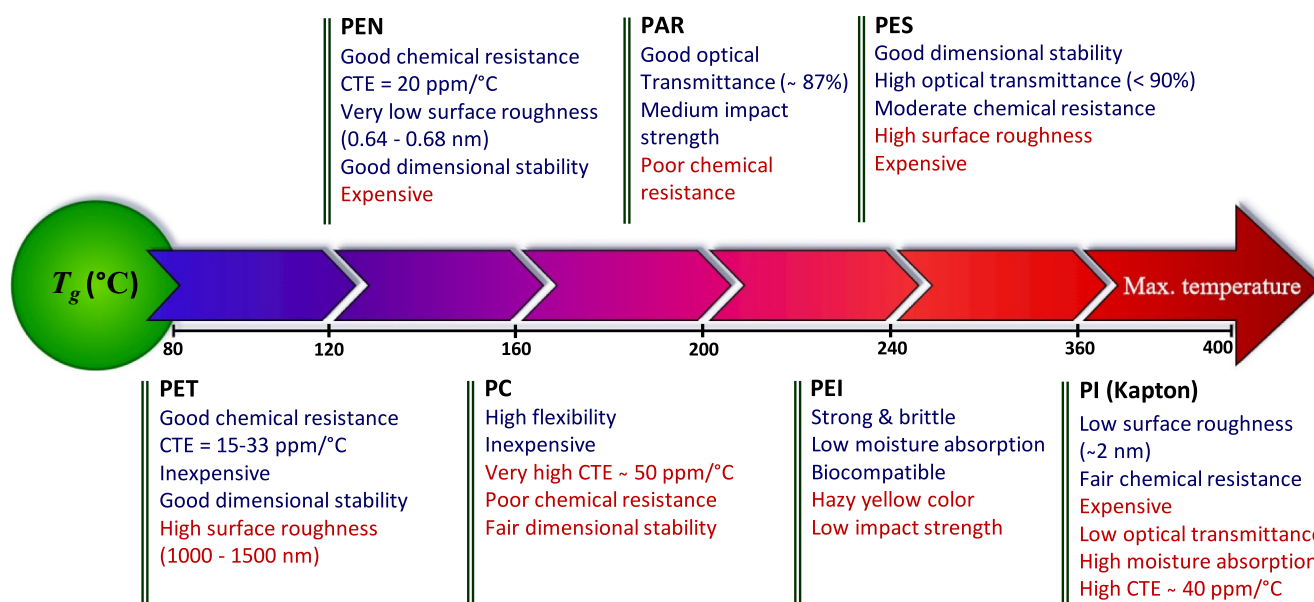 PEN
Good chemical resistance
CTE = 20 ppm/°C
Very low surface roughness
(0.64 - 0.68 nm)
Good dimensional stability
Expensive
PAR
Good optical
Transmittance (~ 87%)
Medium impact
strength
Poor chemical
resistance
PES
Good dimensional stability
High optical transmittance (< 90%)
Moderate chemical resistance
High surface roughness
Expensive
Tg (°C)
Max. temperature
80 120 160 200 240 360 400
PET
Good chemical resistance
CTE = 15-33 ppm/°C
Inexpensive
Good dimensional stability
High surface roughness
(1000 - 1500 nm)
PC
High flexibility
Inexpensive
Very high CTE ~ 50 ppm/°C
Poor chemical resistance
Fair dimensional stability
PEI
Strong & brittle
Low moisture absorption
Biocompatible
Hazy yellow color
Low impact strength
PI (Kapton)
Low surface roughness
(~2 nm)
Fair chemical resistance
Expensive
Low optical transmittance
High moisture absorption
High CTE ~ 40 ppm/°C